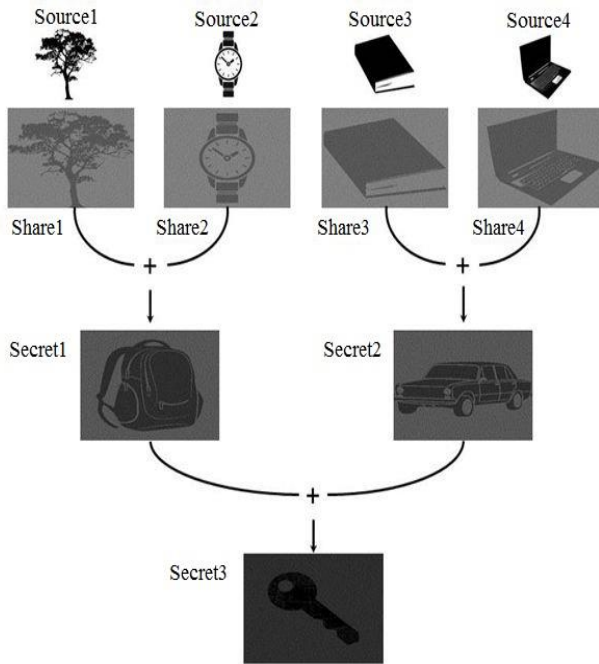 Source1 Source2 Source3 Source4
Share1 Share2 Share3 Share4
+ +
Secret1 Secret2
+
Secret3